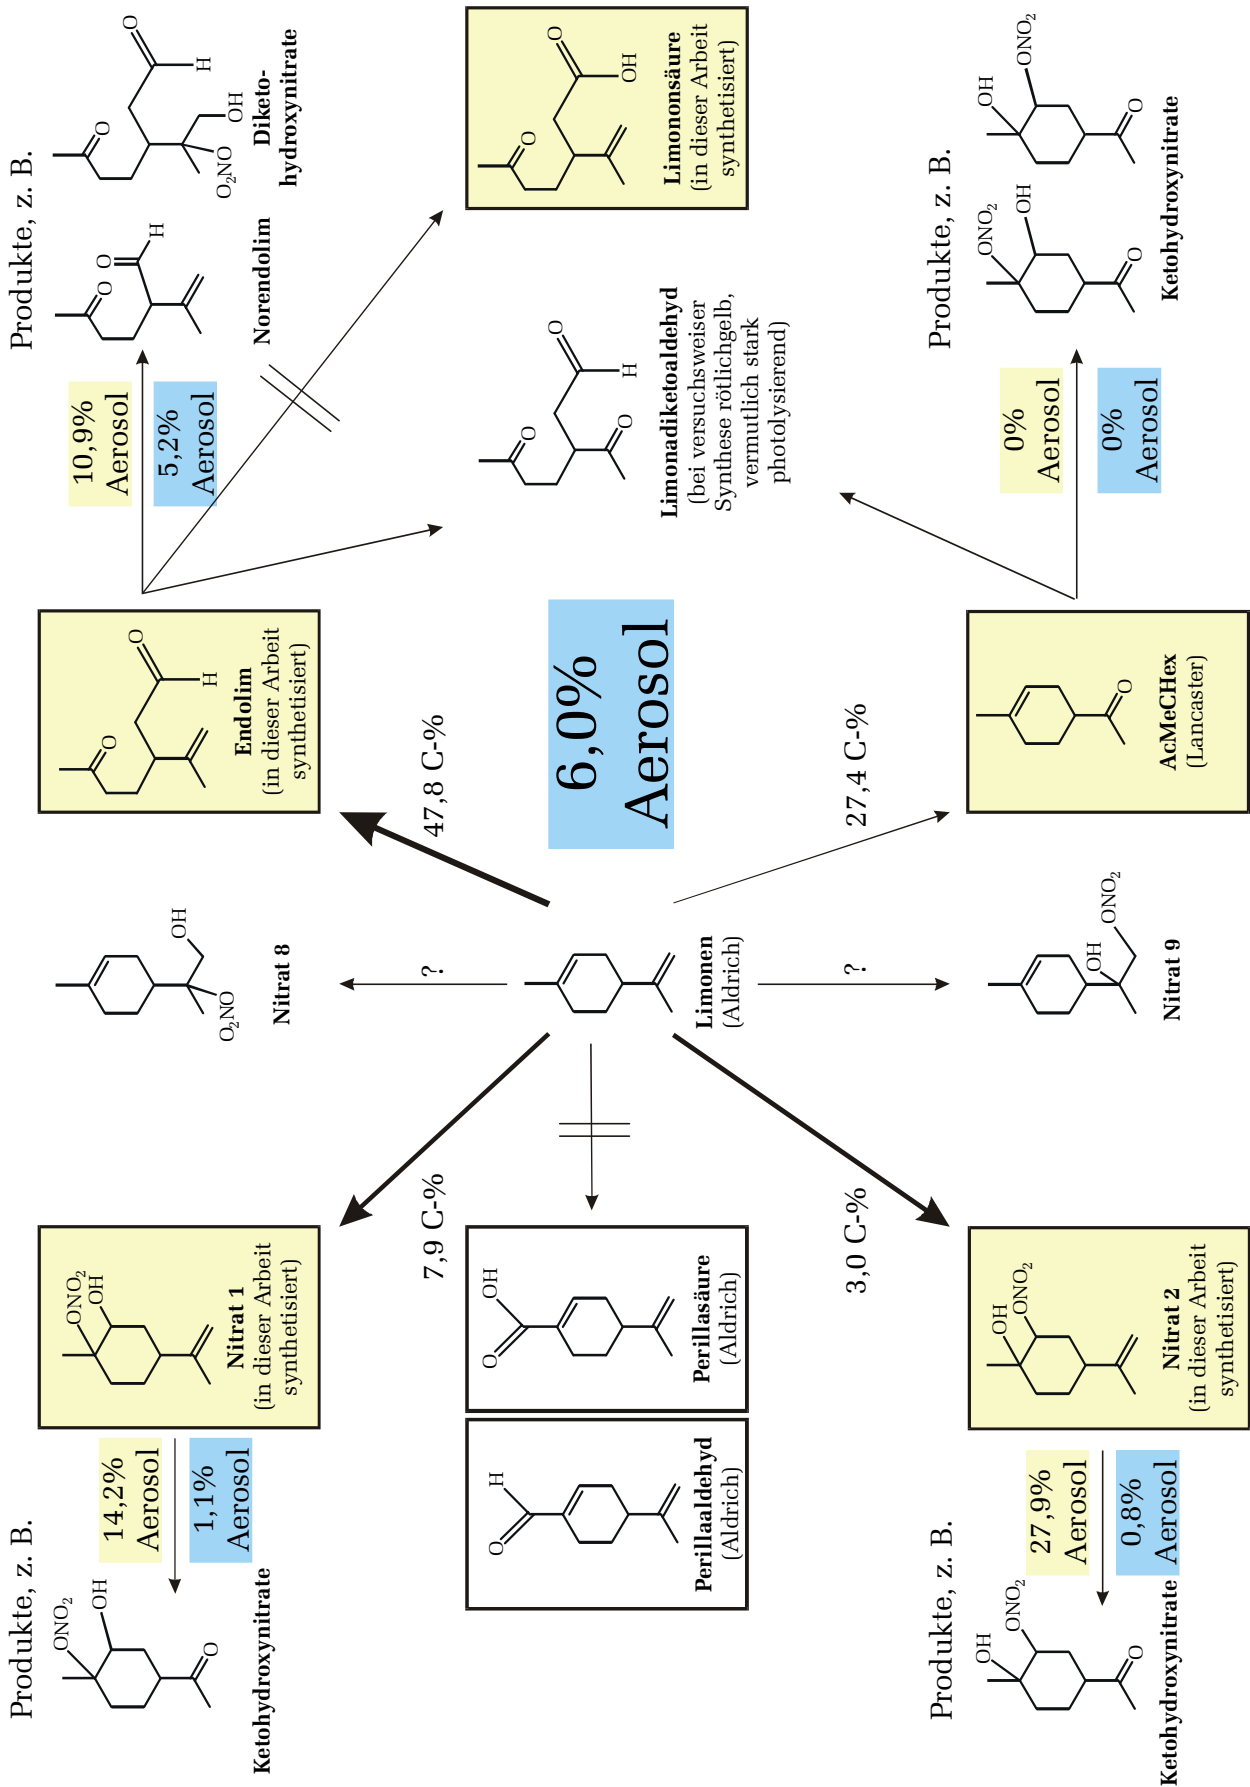 Produkte, z. B.
ONO₂
OH
O
Ketohydroxynitrate
14,2%
Aerosol
1,1%
Aerosol
ONO₂
OH
Nitrat 1
(in dieser Arbeit
synthetisiert)
OH
O₂NO
Nitrat 8
O
O
H
Endolim
(in dieser Arbeit
synthetisiert)
10,9%
Aerosol
5,2%
Aerosol
Produkte, z. B.
O
O
H
Norendolim
O
O
H
OH
O₂NO
Diketo-
hydroxynitrate
7,9 C-%
?
47,8 C-%
H
O
Perillaaldehyd
(Aldrich)
OH
O
Perillasäure
(Aldrich)
Limonen
(Aldrich)
6,0%
Aerosol
O
O
H
O
Limonadiketoaldehyd
(bei versuchsweiser
Synthese rötlichgelb,
vermutlich stark
photolysierend)
O
O
OH
Limononsäure
(in dieser Arbeit
synthetisiert)
3,0 C-%
?
27,4 C-%
Produkte, z. B.
OH
ONO₂
O
Ketohydroxynitrate
27,9%
Aerosol
0,8%
Aerosol
OH
ONO₂
Nitrat 2
(in dieser Arbeit
synthetisiert)
OH
ONO₂
Nitrat 9
O
AcMeCHex
(Lancaster)
0%
Aerosol
0%
Aerosol
Produkte, z. B.
ONO₂
OH
O
OH
ONO₂
O
Ketohydroxynitrate